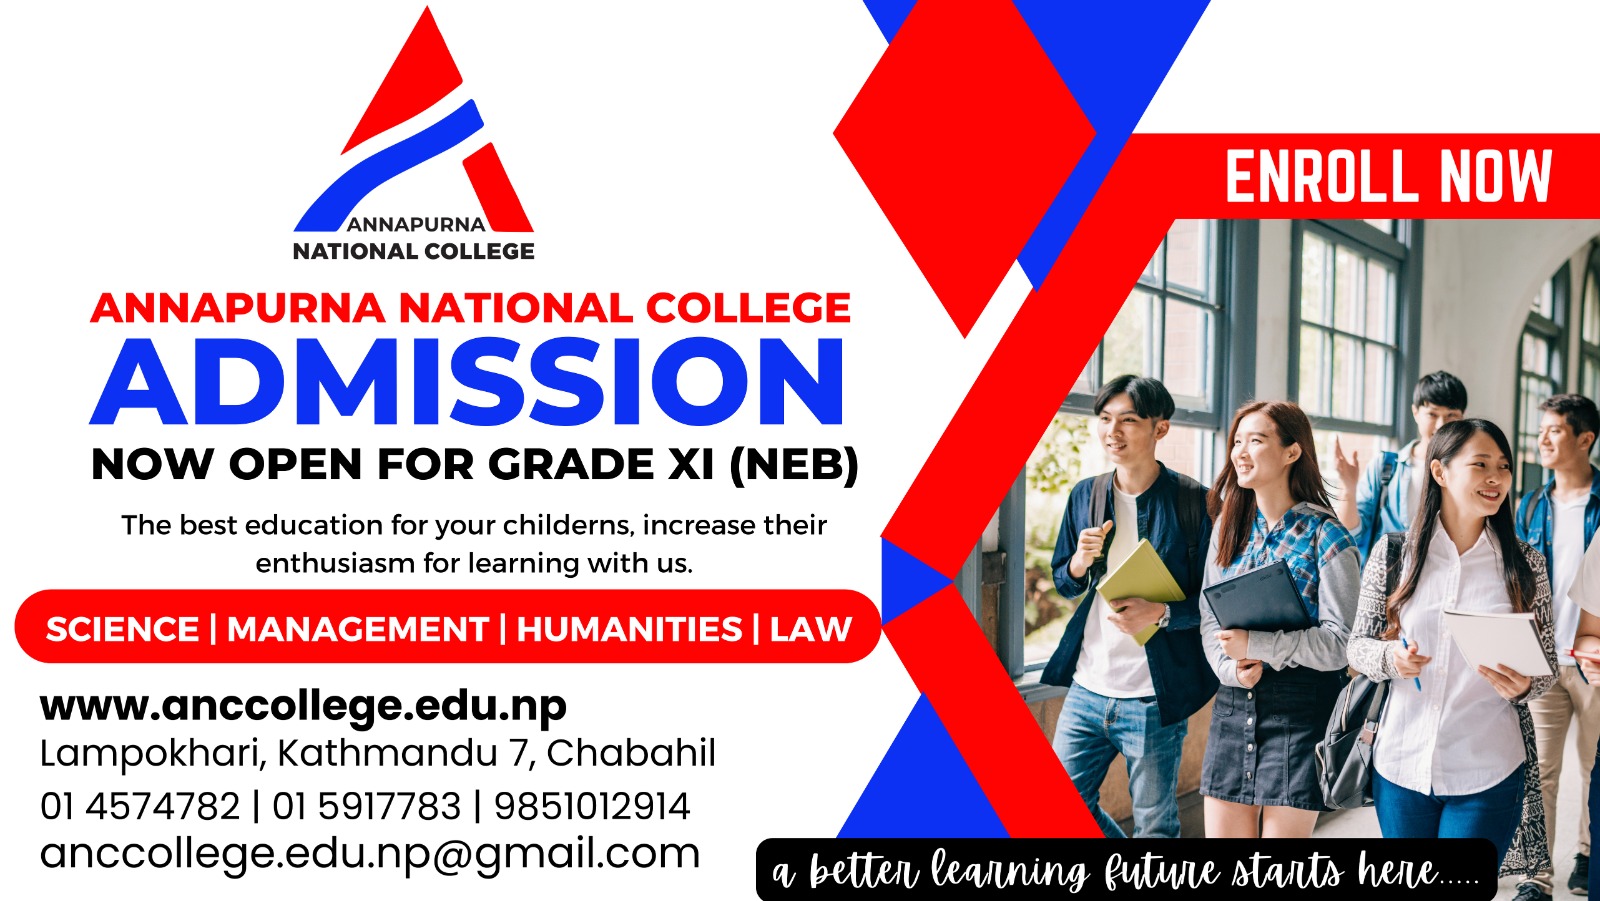 ANNAPURNA
NATIONAL COLLEGE
ANNAPURNA NATIONAL COLLEGE
ADMISSION
NOW OPEN FOR GRADE XI (NEB)
The best education for your childerns, increase their
enthusiasm for learning with us.
SCIENCE | MANAGEMENT | HUMANITIES | LAW
www.anccollege.edu.np
Lampokhari, Kathmandu 7, Chabahil
01 4574782 | 01 5917783 | 9851012914
anccollege.edu.np@gmail.com
ENROLL NOW
a better learning future starts here.....